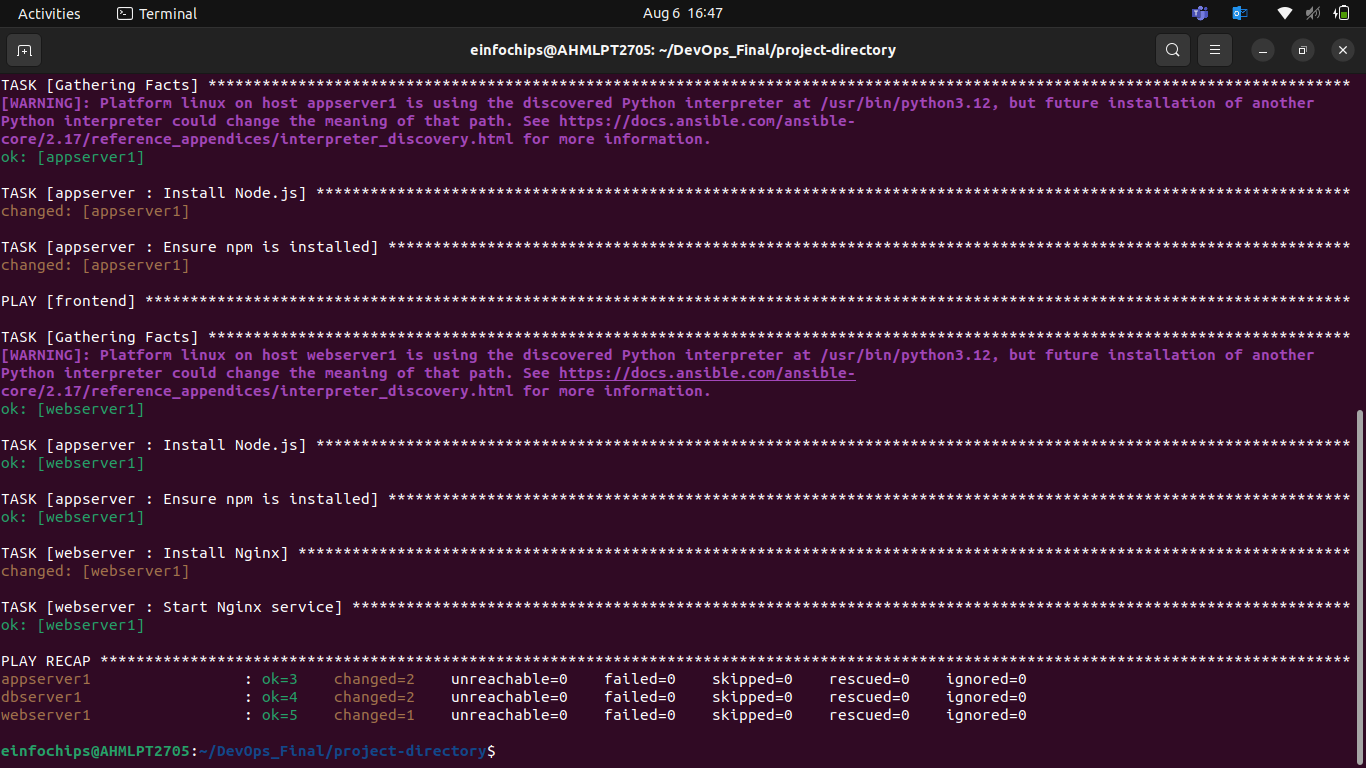 Activities Terminal Aug 6 16:47
einfochips@AHMLPT2705: ~/DevOps_Final/project-directory
TASK [Gathering Facts] *******************************************************************************************************************************
[WARNING]: Platform linux on host appserver1 is using the discovered Python interpreter at /usr/bin/python3.12, but future installation of another
Python interpreter could change the meaning of that path. See https://docs.ansible.com/ansible-
core/2.17/reference_appendices/interpreter_discovery.html for more information.
ok: [appserver1]
TASK [appserver : Install Node.js] *******************************************************************************************************************
changed: [appserver1]
TASK [appserver : Ensure npm is installed] ***********************************************************************************************************
changed: [appserver1]
PLAY [frontend] **************************************************************************************************************************************
TASK [Gathering Facts] *******************************************************************************************************************************
[WARNING]: Platform linux on host webserver1 is using the discovered Python interpreter at /usr/bin/python3.12, but future installation of another
Python interpreter could change the meaning of that path. See https://docs.ansible.com/ansible-
core/2.17/reference_appendices/interpreter_discovery.html for more information.
ok: [webserver1]
TASK [appserver : Install Node.js] *******************************************************************************************************************
ok: [webserver1]
TASK [appserver : Ensure npm is installed] ***********************************************************************************************************
ok: [webserver1]
TASK [webserver : Install Nginx] *********************************************************************************************************************
changed: [webserver1]
TASK [webserver : Start Nginx service] ***************************************************************************************************************
ok: [webserver1]
PLAY RECAP *******************************************************************************************************************************************
appserver1 : ok=3 changed=2 unreachable=0 failed=0 skipped=0 rescued=0 ignored=0
dbserver1 : ok=4 changed=2 unreachable=0 failed=0 skipped=0 rescued=0 ignored=0
webserver1 : ok=5 changed=1 unreachable=0 failed=0 skipped=0 rescued=0 ignored=0
einfochips@AHMLPT2705:~/DevOps_Final/project-directory$